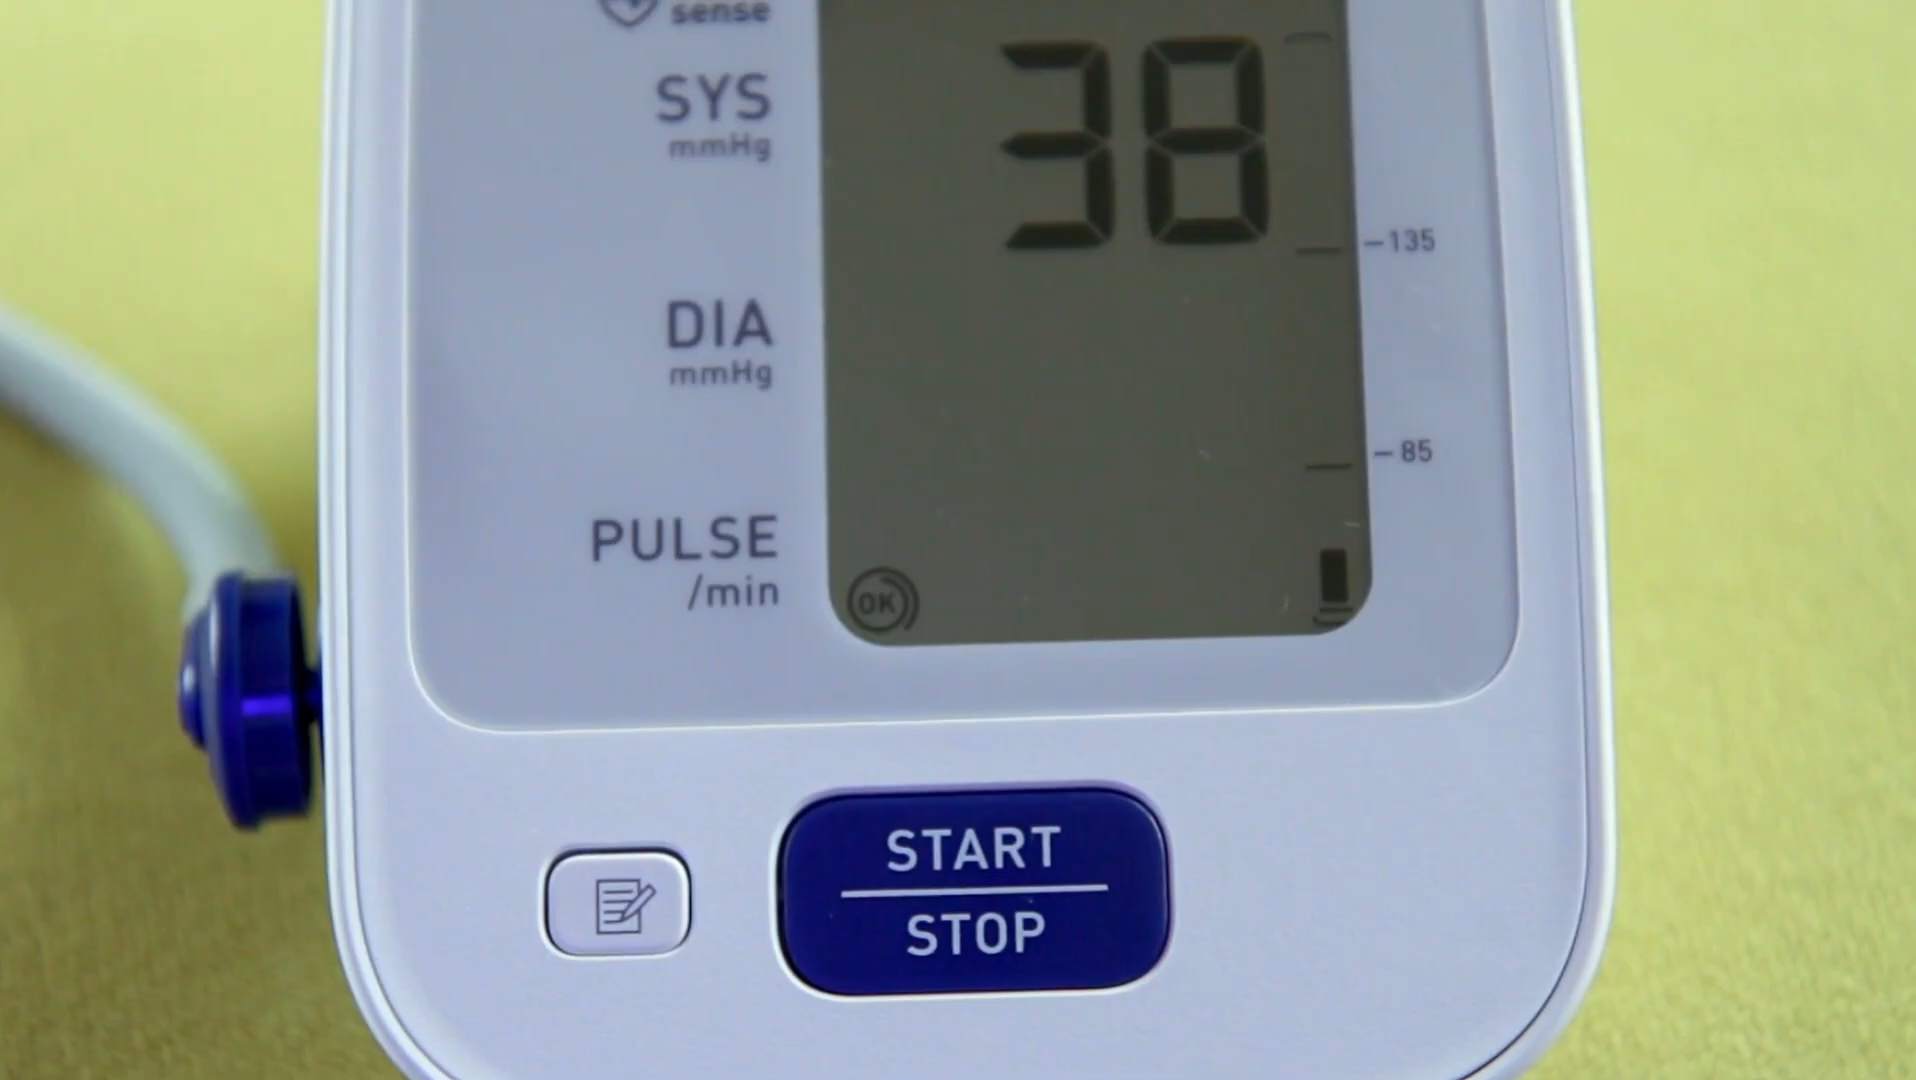 sense
SYS
mmHg
38
-135
DIA
mmHg
-85
PULSE
/min
OK
START
STOP